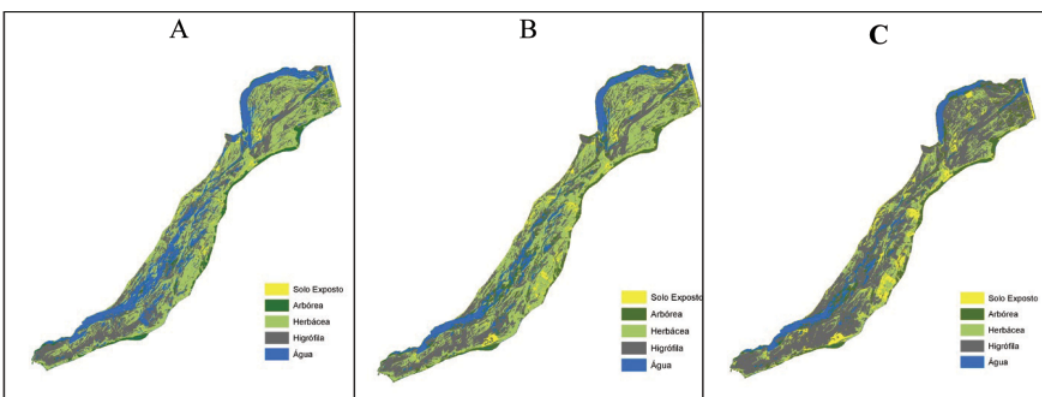 A
B
C
Solo Exposto
Arbórea
Herbácea
Higrófila
Água
Solo Exposto
Arbórea
Herbácea
Higrófila
Água
Solo Exposto
Arbórea
Herbácea
Higrófila
Água